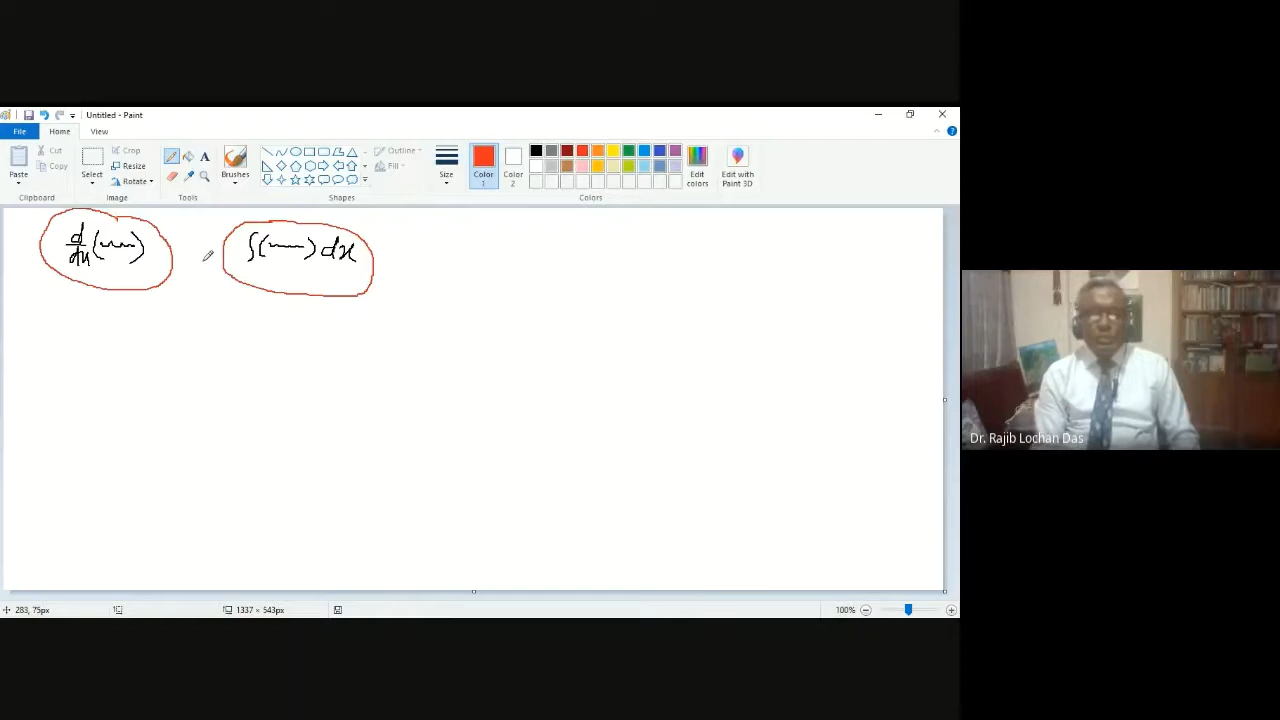 Untitled - Paint
File Home View
Paste
Cut
Copy
Clipboard
Select
Crop
Resize
Rotate
Image
Tools
Brushes
Shapes
Outline
Fill
Size
Color 1
Color 2
Edit colors
Edit with Paint 3D
Colors
d/dx ( ) ∫( ) dx
Dr. Rajib Lochan Das
283, 75px
1337 × 543px
100%